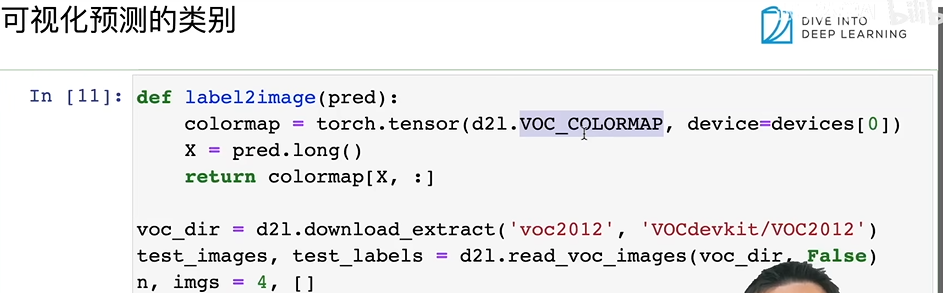 可视化预测的类别
DIVE INTO
DEEP LEARNING
bilib
In [11]:
def label2image(pred):
    colormap = torch.tensor(d2l.VOC_COLORMAP, device=devices[0])
    X = pred.long()
    return colormap[X, :]
voc_dir = d2l.download_extract('voc2012', 'VOCdevkit/VOC2012')
test_images, test_labels = d2l.read_voc_images(voc_dir, False)
n, imgs = 4, []